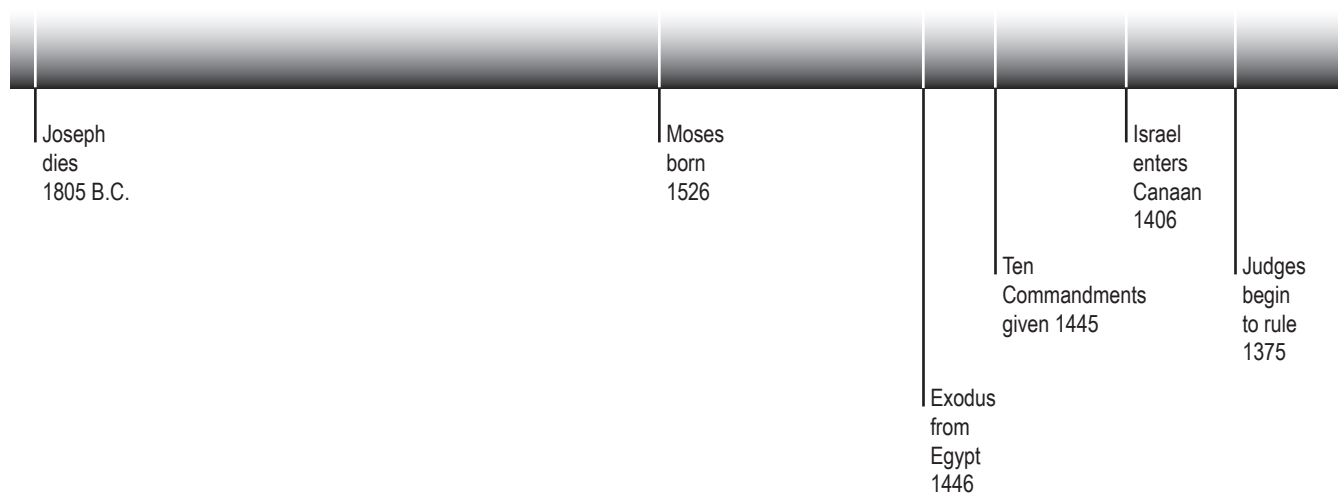 Joseph
dies
1805 B.C.
Moses
born
1526
Exodus
from
Egypt
1446
Ten
Commandments
given 1445
Israel
enters
Canaan
1406
Judges
begin
to rule
1375